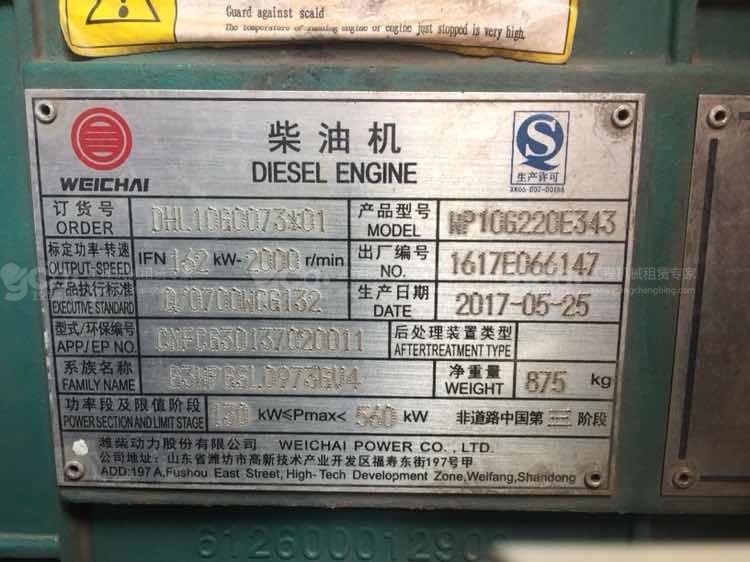 Guard against scald
The temperature of running engine or engine just stopped is very high.
WEICHAI
柴油机
DIESEL ENGINE
生产许可
XK06-002-00186
订货号 ORDER DHL10G0073*01 产品型号 MODEL WP10G220E343
标定功率·转速 OUTPUT-SPEED IFN 162 kW- 2000 r/min 出厂编号 NO. 1617E066147
产品执行标准 EXECUTIVE STANDARD 生产日期 DATE 2017-05-25
型式/环保编号 APP/EP NO. 后处理装置类型 AFTERTREATMENT TYPE
系族名称 FAMILY NAME 净重量 WEIGHT 875 kg
功率段及限值阶段 POWER SECTION AND LIMIT STAGE 130 kW≤Pmax< 560 kW 非道路中国第 三 阶段
潍柴动力股份有限公司 WEICHAI POWER CO., LTD.
公司地址: 山东省潍坊市高新技术产业开发区福寿东街197号甲
ADD:197 A,Fushou East Street, High-Tech Development Zone,Weifang,Shandong